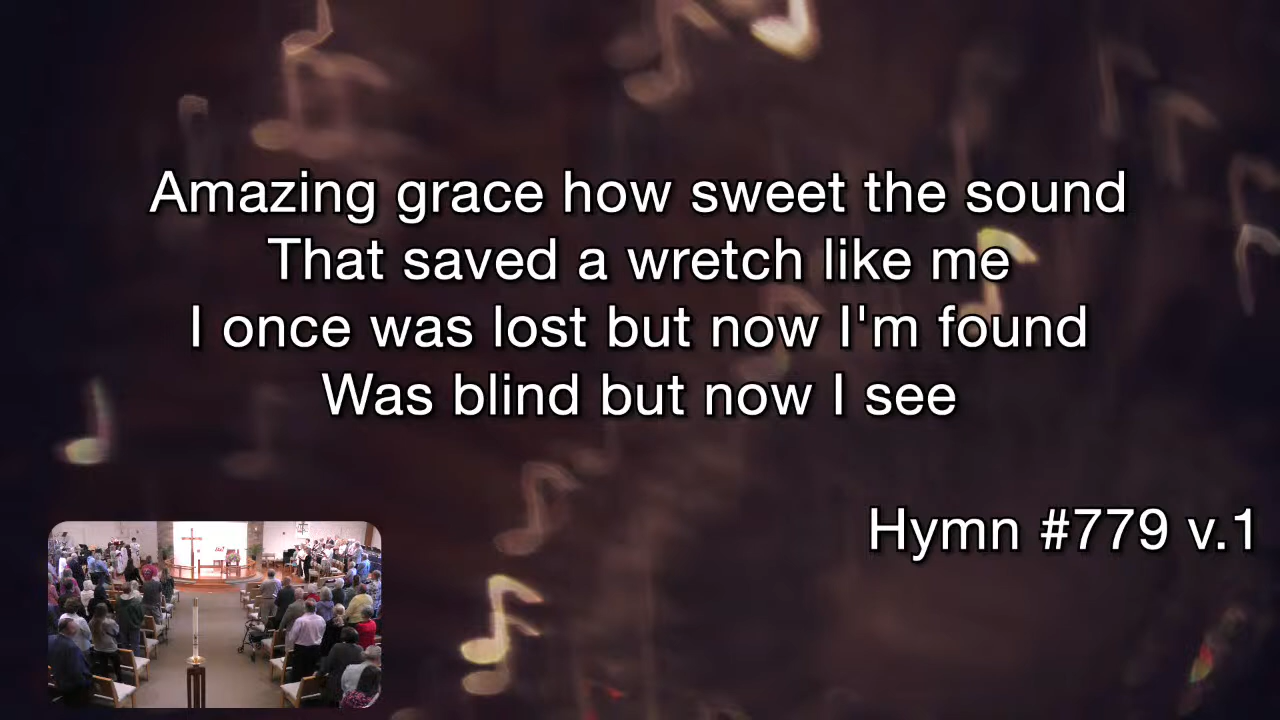 Amazing grace how sweet the sound
That saved a wretch like me
I once was lost but now I'm found
Was blind but now I see
Hymn #779 v.1